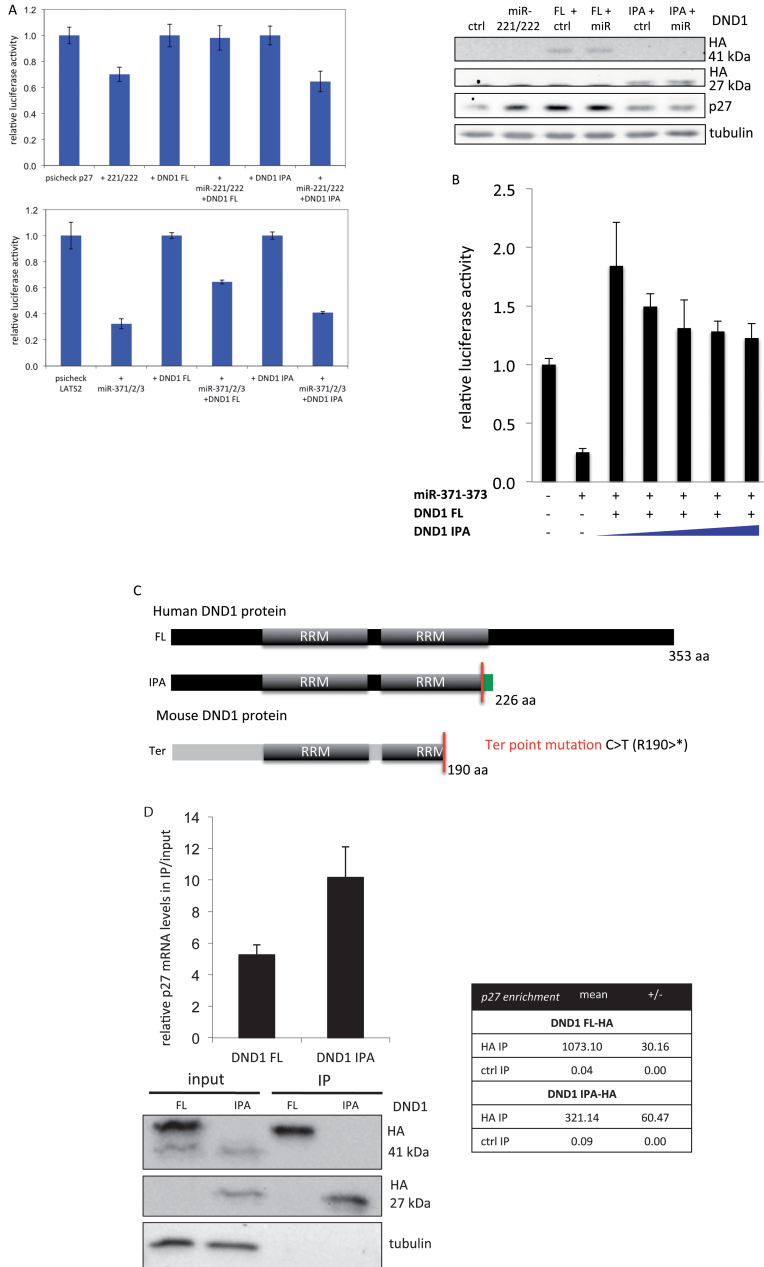 A
1.2
1.0
0.8
0.6
0.4
0.2
0.0
relative luciferase activity
psicheck p27
+ 221/222
+ DND1 FL
+
miR-221/222
+DND1 FL
+ DND1 IPA
+
miR-221/222
+DND1 IPA
1.2
1.0
0.8
0.6
0.4
0.2
0.0
relative luciferase activity
psicheck
LATS2
+
miR-371/2/3
+ DND1 FL
+
miR-371/2/3
+DND1 FL
+ DND1 IPA
+
miR-371/2/3
+DND1 IPA
ctrl
miR-
221/222
FL +
ctrl
FL +
miR
IPA +
ctrl
IPA +
miR
DND1
HA
41 kDa
HA
27 kDa
p27
tubulin
B
2.5
2.0
1.5
1.0
0.5
0.0
relative luciferase activity
miR-371-373 - + + + + + +
DND1 FL - - + + + + +
DND1 IPA - -
C
Human DND1 protein
FL RRM RRM
353 aa
IPA RRM RRM
226 aa
Mouse DND1 protein
Ter RRM RRM
190 aa
Ter point mutation C>T (R190>*)
D
14
12
10
8
6
4
2
0
relative p27 mRNA levels in IP/input
DND1 FL DND1 IPA
input IP
FL IPA FL IPA DND1
HA
41 kDa
HA
27 kDa
tubulin
p27 enrichment mean +/-
DND1 FL-HA
HA IP 1073.10 30.16
ctrl IP 0.04 0.00
DND1 IPA-HA
HA IP 321.14 60.47
ctrl IP 0.09 0.00